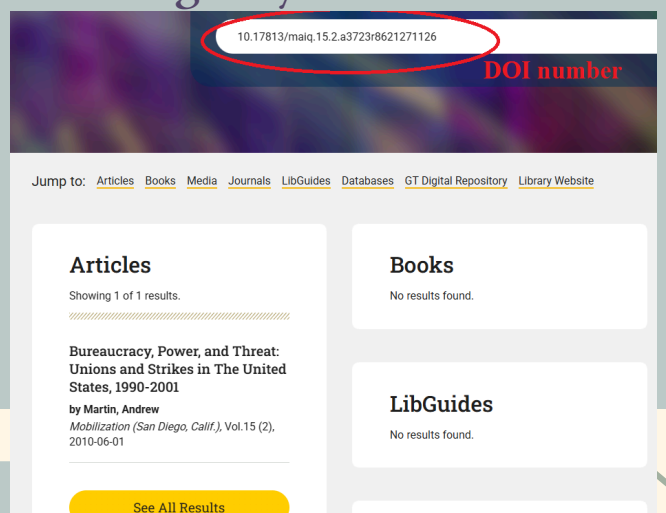 10.17813/maiq.15.2.a3723r8621271126
DOI number
Jump to: Articles Books Media Journals LibGuides Databases GT Digital Repository Library Website
Articles
Showing 1 of 1 results.
Bureaucracy, Power, and Threat:
Unions and Strikes in The United
States, 1990-2001
by Martin, Andrew
Mobilization (San Diego, Calif.), Vol.15 (2),
2010-06-01
See All Results
Books
No results found.
LibGuides
No results found.